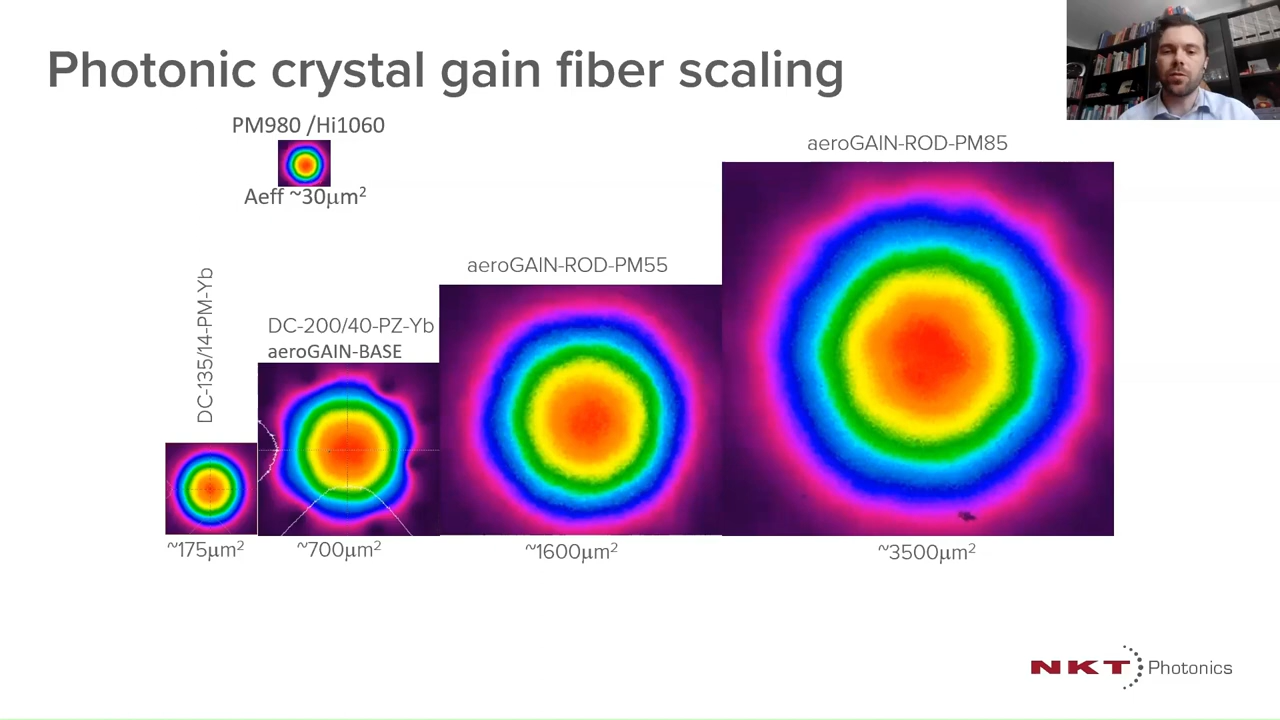 Photonic crystal gain fiber scaling
PM980 /Hi1060
Aeff ~30μm²
DC-135/14-PM-Yb
~175μm²
DC-200/40-PZ-Yb
aeroGAIN-BASE
~700μm²
aeroGAIN-ROD-PM55
~1600μm²
aeroGAIN-ROD-PM85
~3500μm²
NKT Photonics